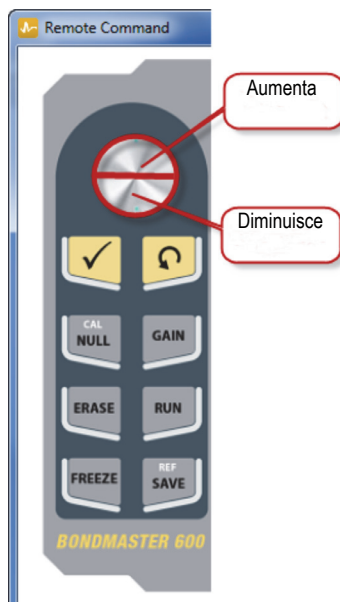 Remote Command
Aumenta
Diminuisce
CAL
NULL
GAIN
ERASE
RUN
FREEZE
REF
SAVE
BONDMASTER 600